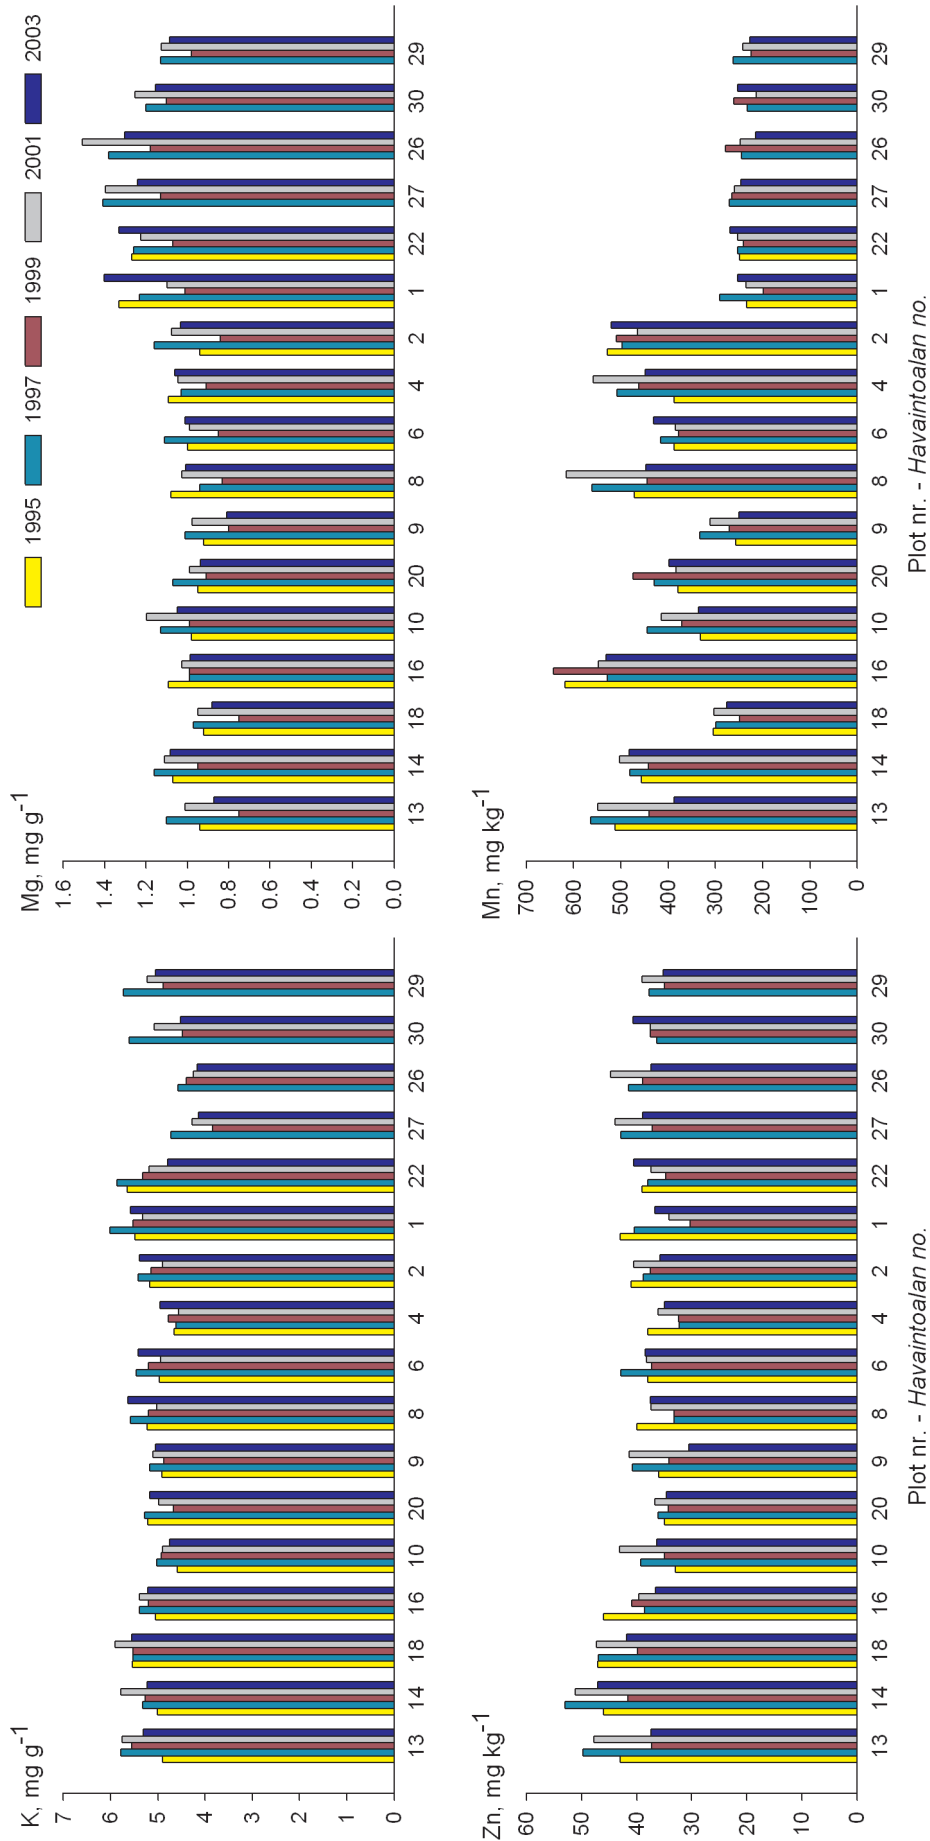 1995 1997 1999 2001 2003
K, mg g⁻¹
7
6
5
4
3
2
1
0
13 14 18 16 10 20 9 8 6 4 2 1 22 27 26 30 29
Mg, mg g⁻¹
1.6
1.4
1.2
1.0
0.8
0.6
0.4
0.2
0.0
13 14 18 16 10 20 9 8 6 4 2 1 22 27 26 30 29
Zn, mg kg⁻¹
60
50
40
30
20
10
0
13 14 18 16 10 20 9 8 6 4 2 1 22 27 26 30 29
Plot nr. - Havaintoalan no.
Mn, mg kg⁻¹
700
600
500
400
300
200
100
0
13 14 18 16 10 20 9 8 6 4 2 1 22 27 26 30 29
Plot nr. - Havaintoalan no.